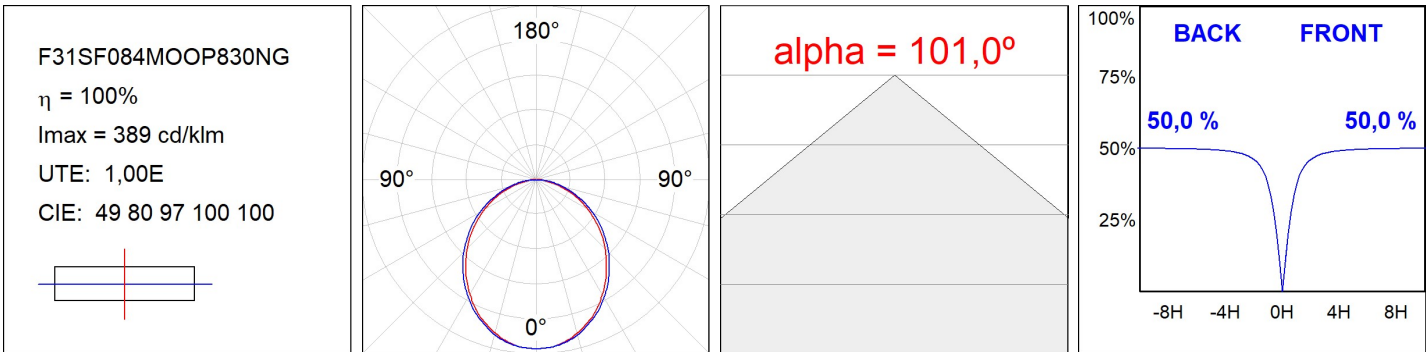 F31SF084MOOP830NG
η = 100%
Imax = 389 cd/klm
UTE: 1,00E
CIE: 49 80 97 100 100
180°
90°
90°
0°
alpha = 101,0º
100%
BACK
FRONT
75%
50,0 %
50,0 %
50%
25%
-8H
-4H
0H
4H
8H